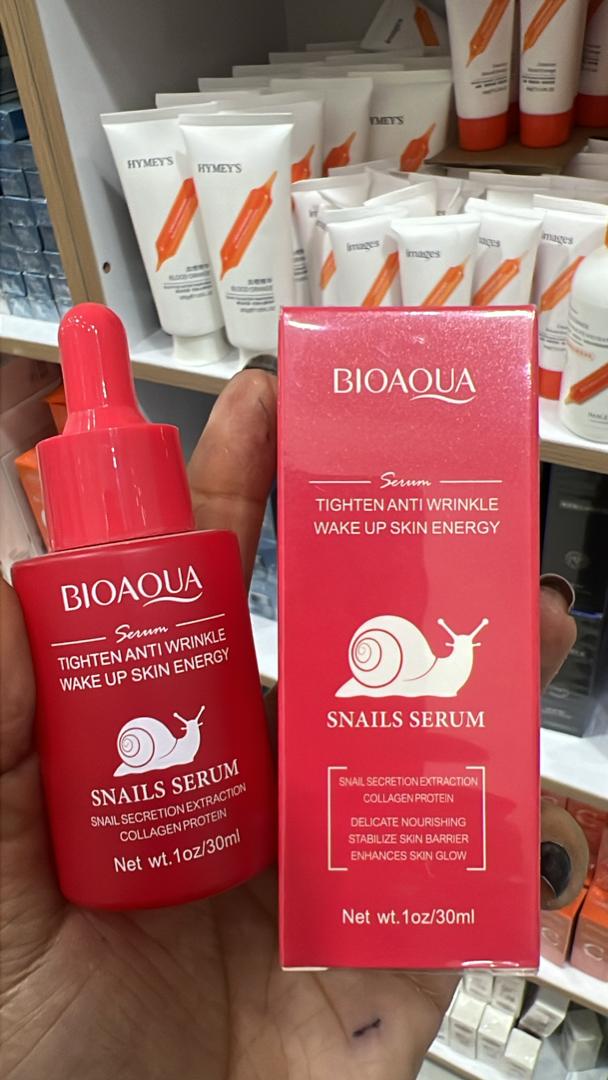 HYMEY'S
HYMEY'S
BLOOD ORANGE
images
images
BIOAQUA
Serum
TIGHTEN ANTI WRINKLE
WAKE UP SKIN ENERGY
SNAILS SERUM
SNAIL SECRETION EXTRACTION
COLLAGEN PROTEIN
Net wt.1oz/30ml
BIOAQUA
Serum
TIGHTEN ANTI WRINKLE
WAKE UP SKIN ENERGY
SNAILS SERUM
SNAIL SECRETION EXTRACTION
COLLAGEN PROTEIN
DELICATE NOURISHING
STABILIZE SKIN BARRIER
ENHANCES SKIN GLOW
Net wt.1oz/30ml